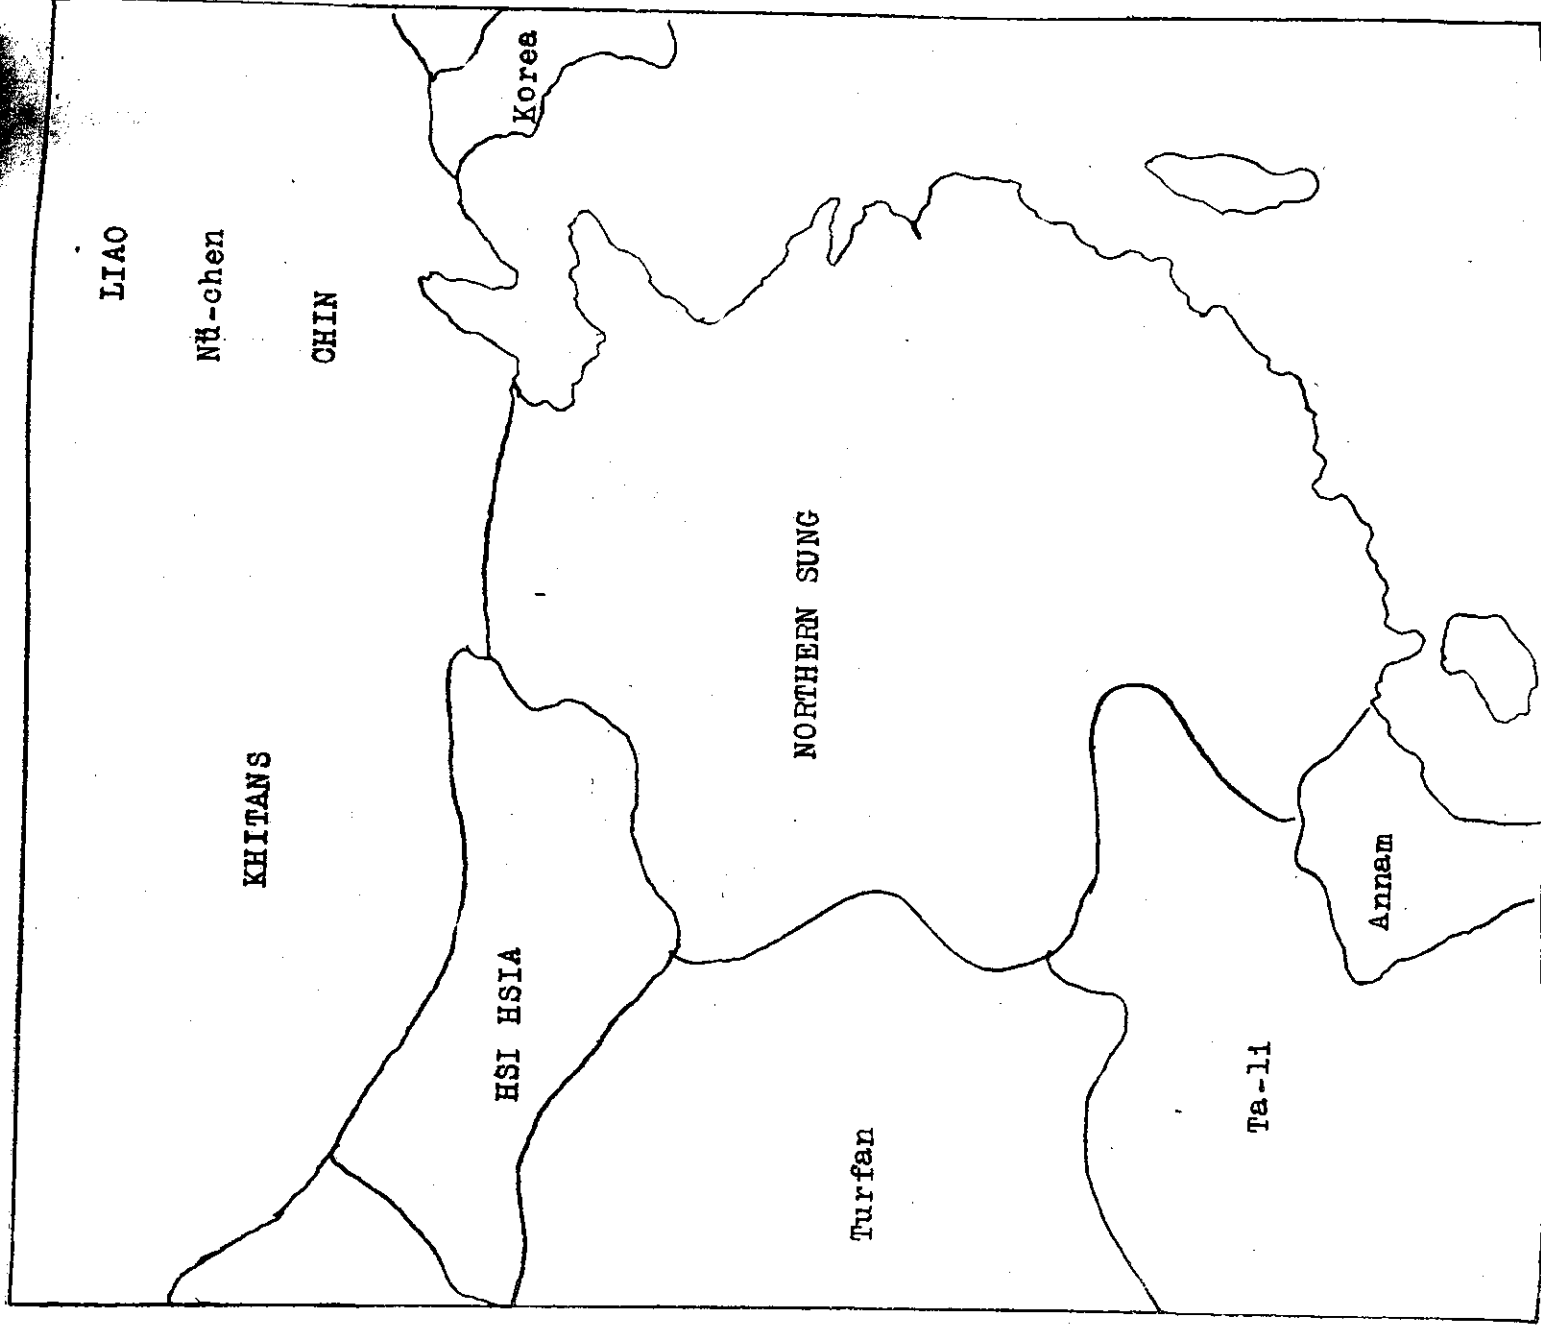 LIAO
Nü-chen
CHIN
Korea
KHITANS
HSI HSIA
NORTHERN SUNG
Turfan
Ta-li
Annam